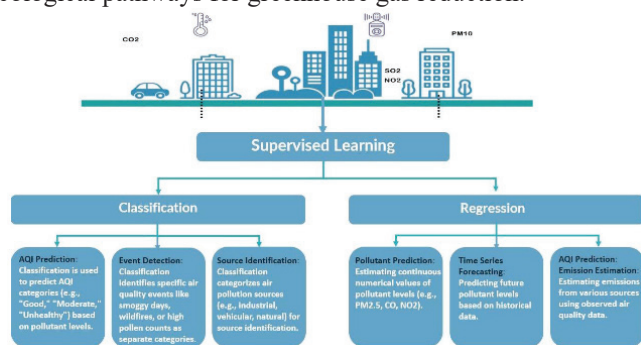 ecological pathways for greenhouse gas reduction.
CO2
PM10
SO2
NO2
Supervised Learning
Classification
Regression
AQI Prediction:
Classification is used
to predict AQI
categories (e.g.,
"Good," "Moderate,"
"Unhealthy") based
on pollutant levels.
Event Detection:
Classification
identifies specific air
quality events like
smoggy days,
wildfires, or high
pollen counts as
separate categories.
Source Identification:
Classification
categorizes air
pollution sources
(e.g., industrial,
vehicular, natural) for
source identification.
Pollutant Prediction:
Estimating continuous
numerical values of
pollutant levels (e.g.,
PM2.5, CO, NO2).
Time Series
Forecasting:
Predicting future
pollutant levels
based on historical
data.
AQI Prediction:
Emission Estimation:
Estimating emissions
from various sources
using observed air
quality data.